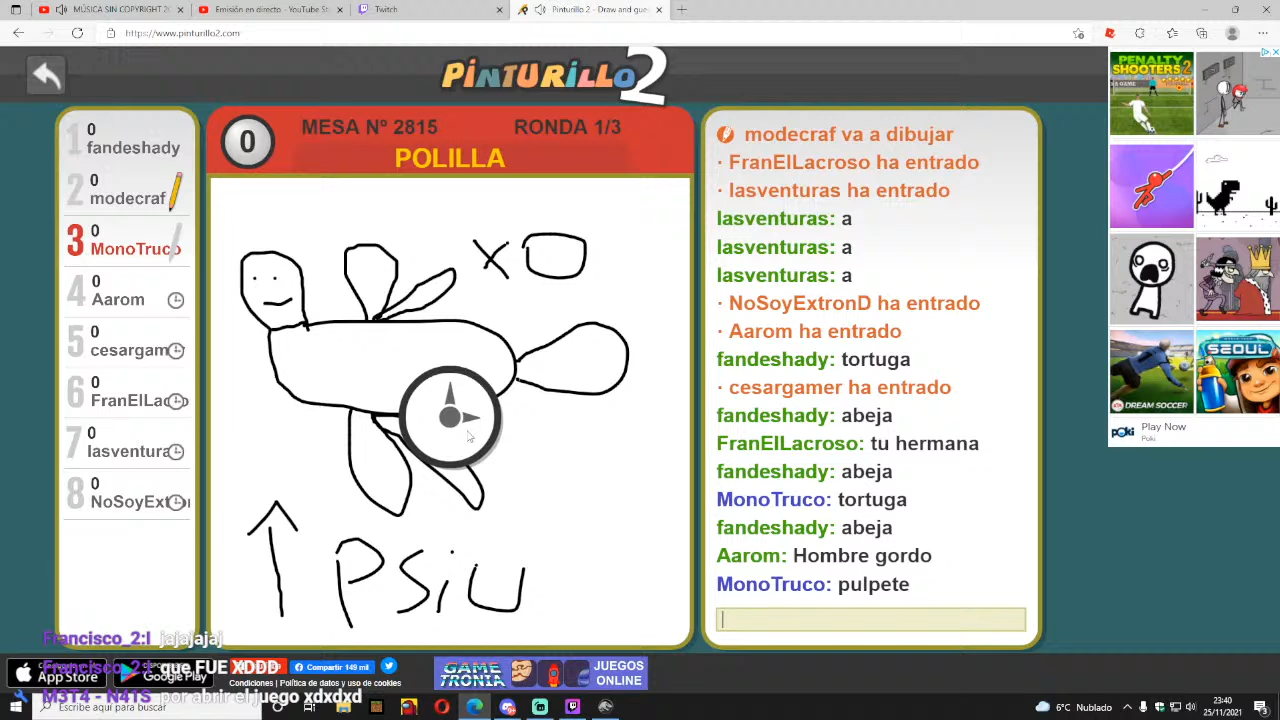 MÚSICA SIN COPYRIGHT 20
Emisión en directo - YouTube St
Twitch
Pinturillo 2 - Draw and gue
https://www.pinturillo2.com
PINTURILLO 2
1
0
fandeshady
2
0
modecraf
3
0
MonoTruco
4
0
Aarom
5
0
cesargam
6
0
FranElLac
7
0
lasventura
8
0
NoSoyExtron
0
MESA Nº 2815
RONDA 1/3
POLILLA
XO
PSIU
modecraf va a dibujar
· FranElLacroso ha entrado
· lasventuras ha entrado
lasventuras: a
lasventuras: a
lasventuras: a
· NoSoyExtronD ha entrado
· Aarom ha entrado
fandeshady: tortuga
· cesargamer ha entrado
fandeshady: abeja
FranElLacroso: tu hermana
fandeshady: abeja
MonoTruco: tortuga
fandeshady: abeja
Aarom: Hombre gordo
MonoTruco: pulpete
PENALTY
SHOOTERS 2
DREAM SOCCER
SEOUL
poki
Play Now
Poki
Francisco_2:I jajajajaj
que FUE XDDD
M3T4 - N41S por abrir el juego xdxdxd
App Store
Google Play
Compartir 149 mil
Condiciones | Política de datos y uso de cookies
GAME
TRONIA
JUEGOS
ONLINE
Escribe aquí para buscar
6°C Nublado
23:40
25/11/2021